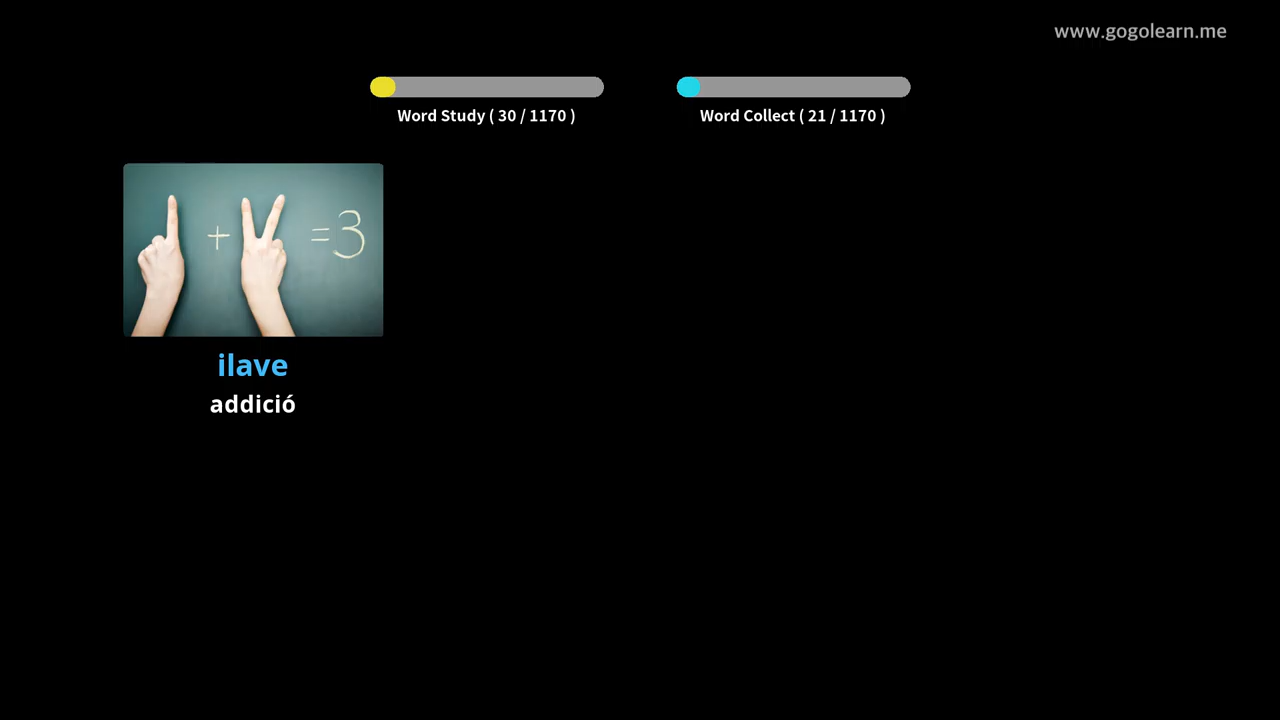 www.gogolearn.me
Word Study ( 30 / 1170 )
Word Collect ( 21 / 1170 )
+ =3
ilave
addició